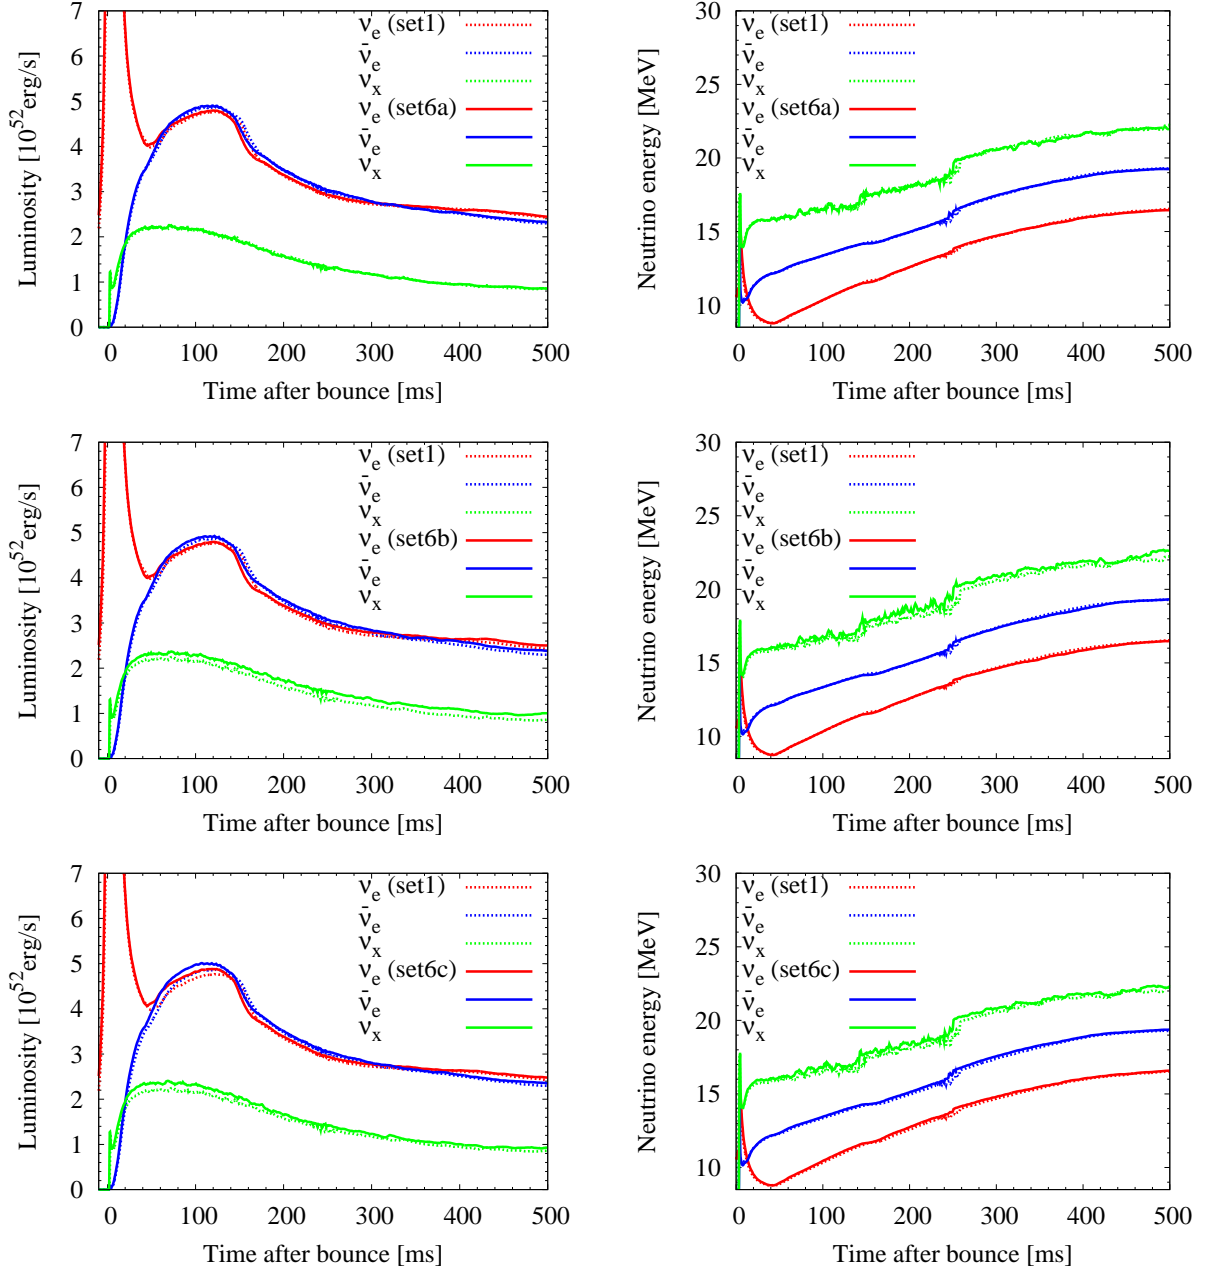 Luminosity [10^52 erg/s]
7
6
5
4
3
2
1
0
ν_e (set1)
ν̄_e
ν_x
ν_e (set6a)
ν̄_e
ν_x
0 100 200 300 400 500
Time after bounce [ms]
Neutrino energy [MeV]
30
25
20
15
10
ν_e (set1)
ν̄_e
ν_x
ν_e (set6a)
ν̄_e
ν_x
0 100 200 300 400 500
Time after bounce [ms]
Luminosity [10^52 erg/s]
7
6
5
4
3
2
1
0
ν_e (set1)
ν̄_e
ν_x
ν_e (set6b)
ν̄_e
ν_x
0 100 200 300 400 500
Time after bounce [ms]
Neutrino energy [MeV]
30
25
20
15
10
ν_e (set1)
ν̄_e
ν_x
ν_e (set6b)
ν̄_e
ν_x
0 100 200 300 400 500
Time after bounce [ms]
Luminosity [10^52 erg/s]
7
6
5
4
3
2
1
0
ν_e (set1)
ν̄_e
ν_x
ν_e (set6c)
ν̄_e
ν_x
0 100 200 300 400 500
Time after bounce [ms]
Neutrino energy [MeV]
30
25
20
15
10
ν_e (set1)
ν̄_e
ν_x
ν_e (set6c)
ν̄_e
ν_x
0 100 200 300 400 500
Time after bounce [ms]